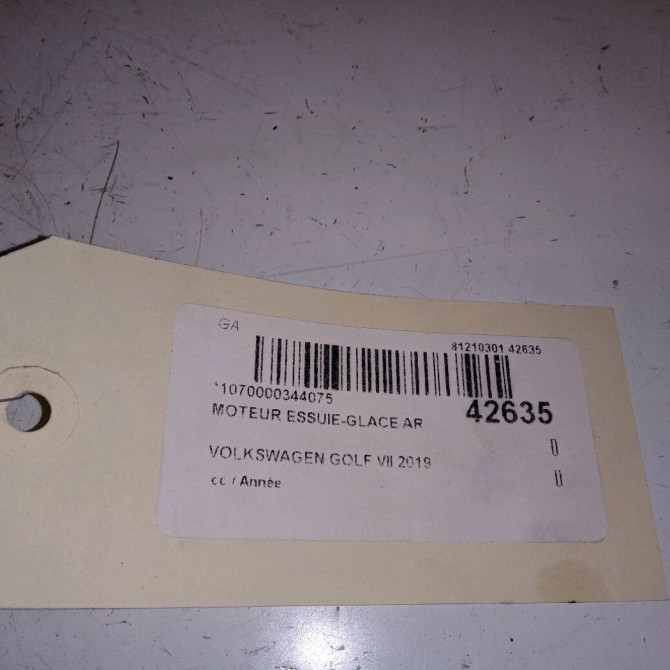 GA
81210301 42635
*1070000344075
42635
MOTEUR ESSUIE-GLACE AR
0
VOLKSWAGEN GOLF VII 2019
0
cc / Année